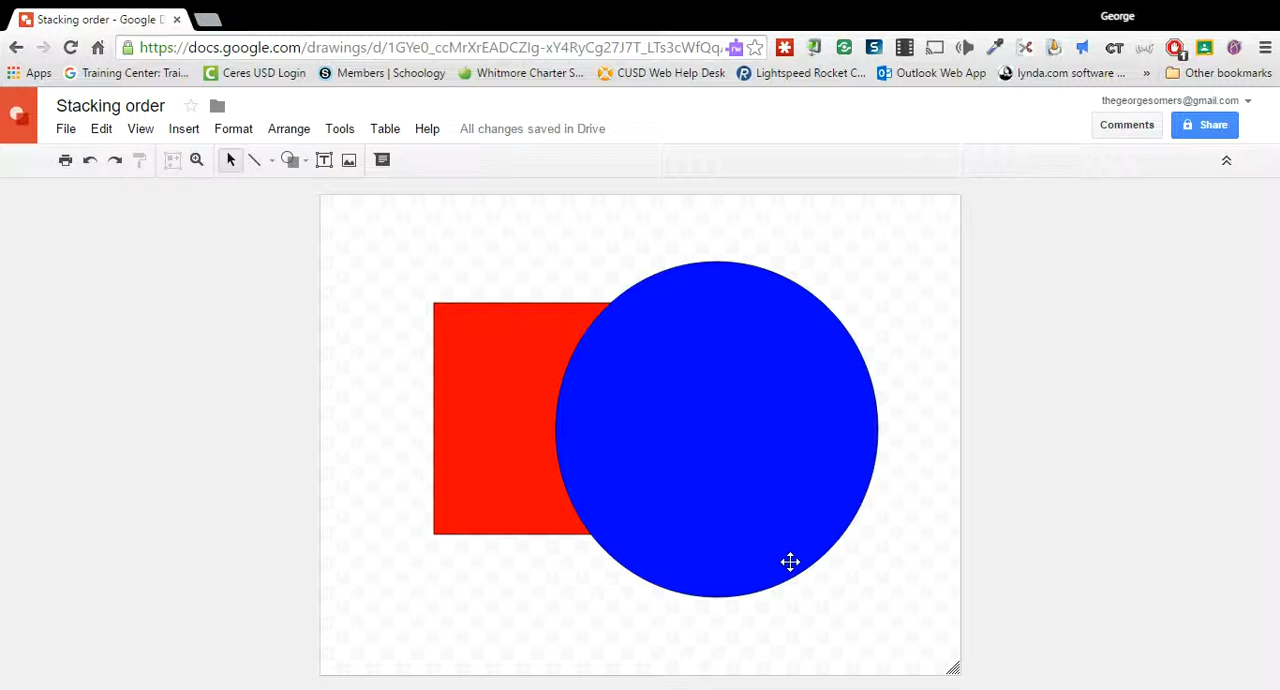 Stacking order - Google D
George
https://docs.google.com/drawings/d/1GYe0_ccMrXrEADCZIg-xY4RyCg27J7T_LTs3cWfQq
Apps Training Center: Trai... Ceres USD Login Members | Schoology Whitmore Charter S... CUSD Web Help Desk Lightspeed Rocket C... Outlook Web App lynda.com software ... » Other bookmarks
Stacking order
thegeorgesomers@gmail.com
File Edit View Insert Format Arrange Tools Table Help All changes saved in Drive
Comments Share